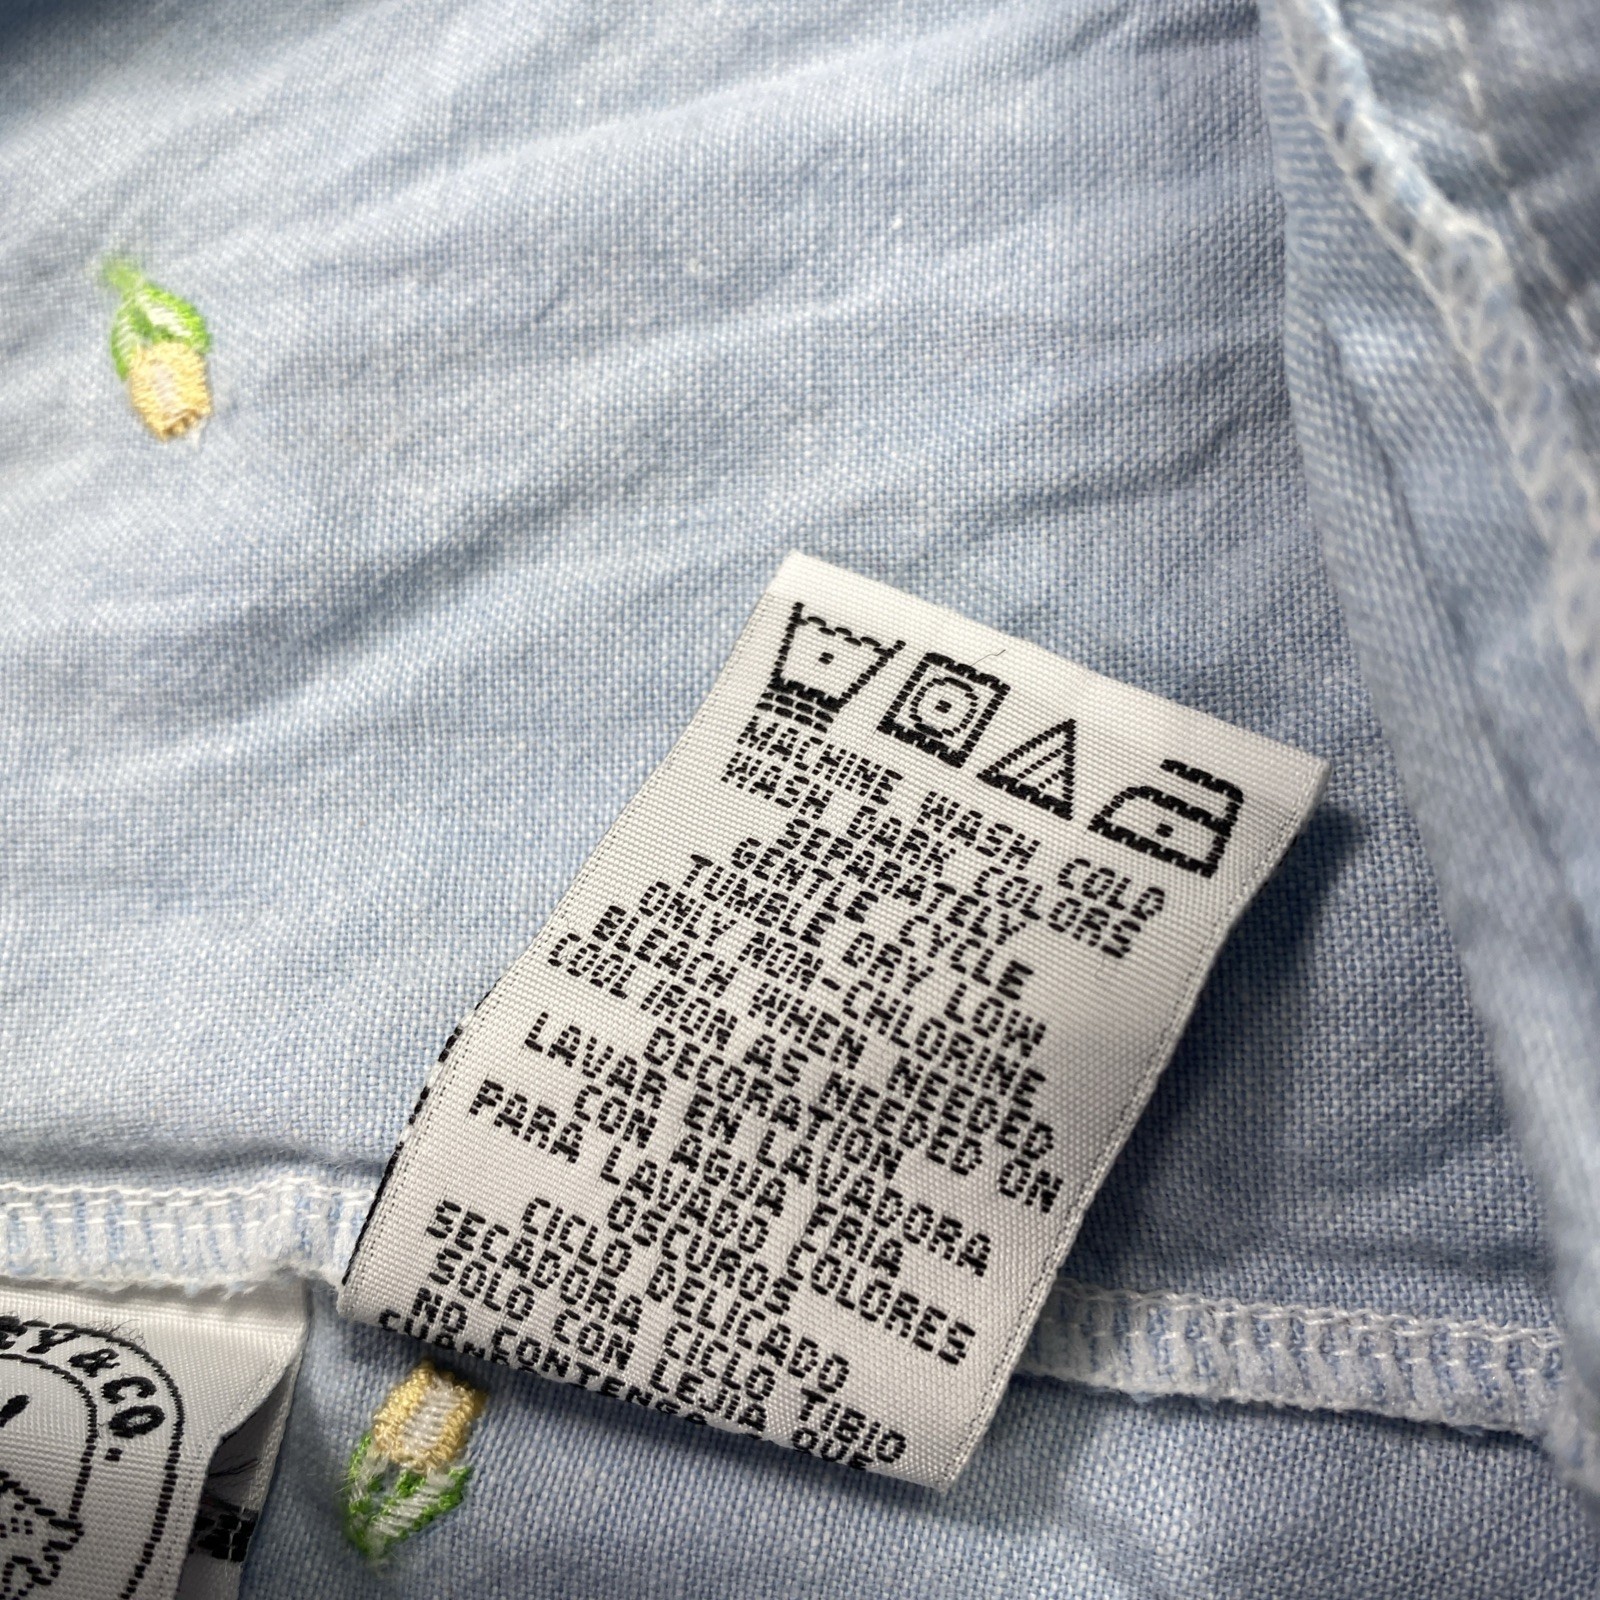 MACHINE WASH COLD
WASH DARK COLORS
SEPARATELY
GENTLE CYCLE
TUMBLE DRY LOW
ONLY NON-CHLORINE
BLEACH WHEN NEEDED
COOL IRON AS NEEDED ON
DECORATION
LAVAR EN LAVADORA
CON AGUA FRIA
PARA LAVADO COLORES
OSCUROS
CICLO DELICADO
SECADORA CICLO TIBIO
SOLO CON LEJIA QUE
NO CONTENGA
& CO.